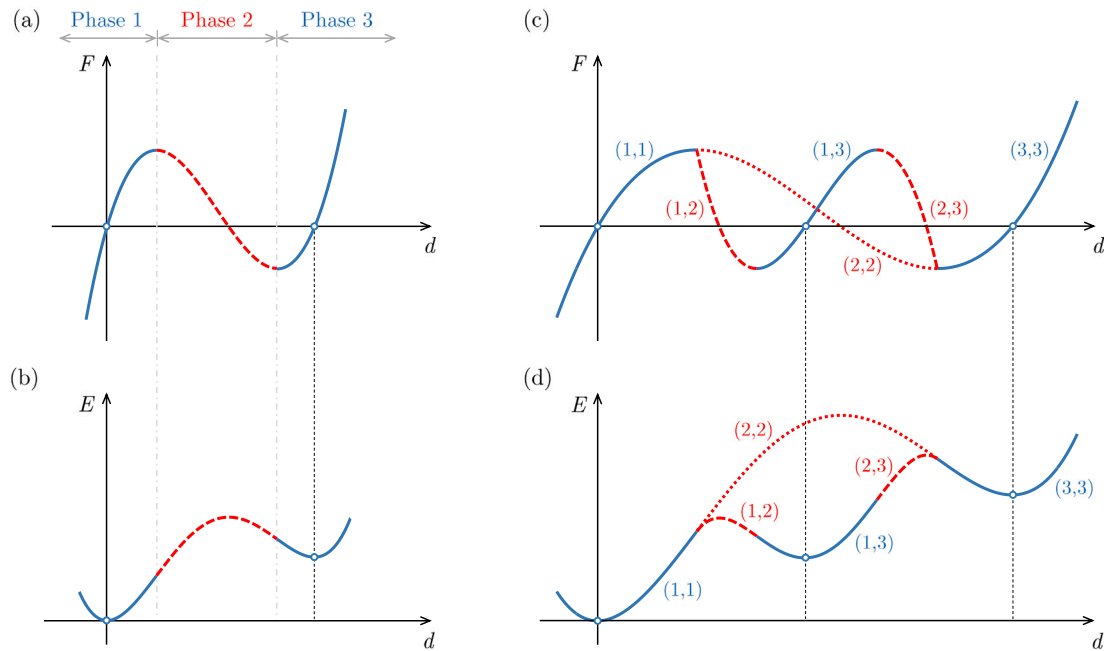 (a)
Phase 1 Phase 2 Phase 3
F
d
(b)
E
d
(c)
F
(1,1)
(1,3)
(3,3)
(1,2)
(2,3)
(2,2)
d
(d)
E
(2,2)
(2,3)
(1,2)
(3,3)
(1,3)
(1,1)
d